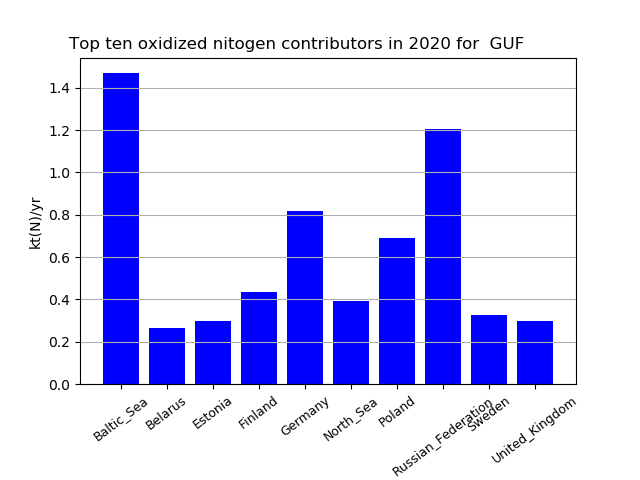 Top ten oxidized nitogen contributors in 2020 for  GUF
kt(N)/yr
1.4
1.2
1.0
0.8
0.6
0.4
0.2
0.0
Baltic_Sea
Belarus
Estonia
Finland
Germany
North_Sea
Poland
Russian_Federation
Sweden
United_Kingdom